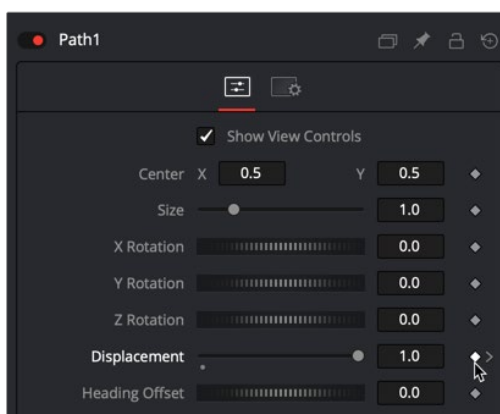 Path1
Show View Controls
Center X 0.5 Y 0.5
Size 1.0
X Rotation 0.0
Y Rotation 0.0
Z Rotation 0.0
Displacement 1.0
Heading Offset 0.0